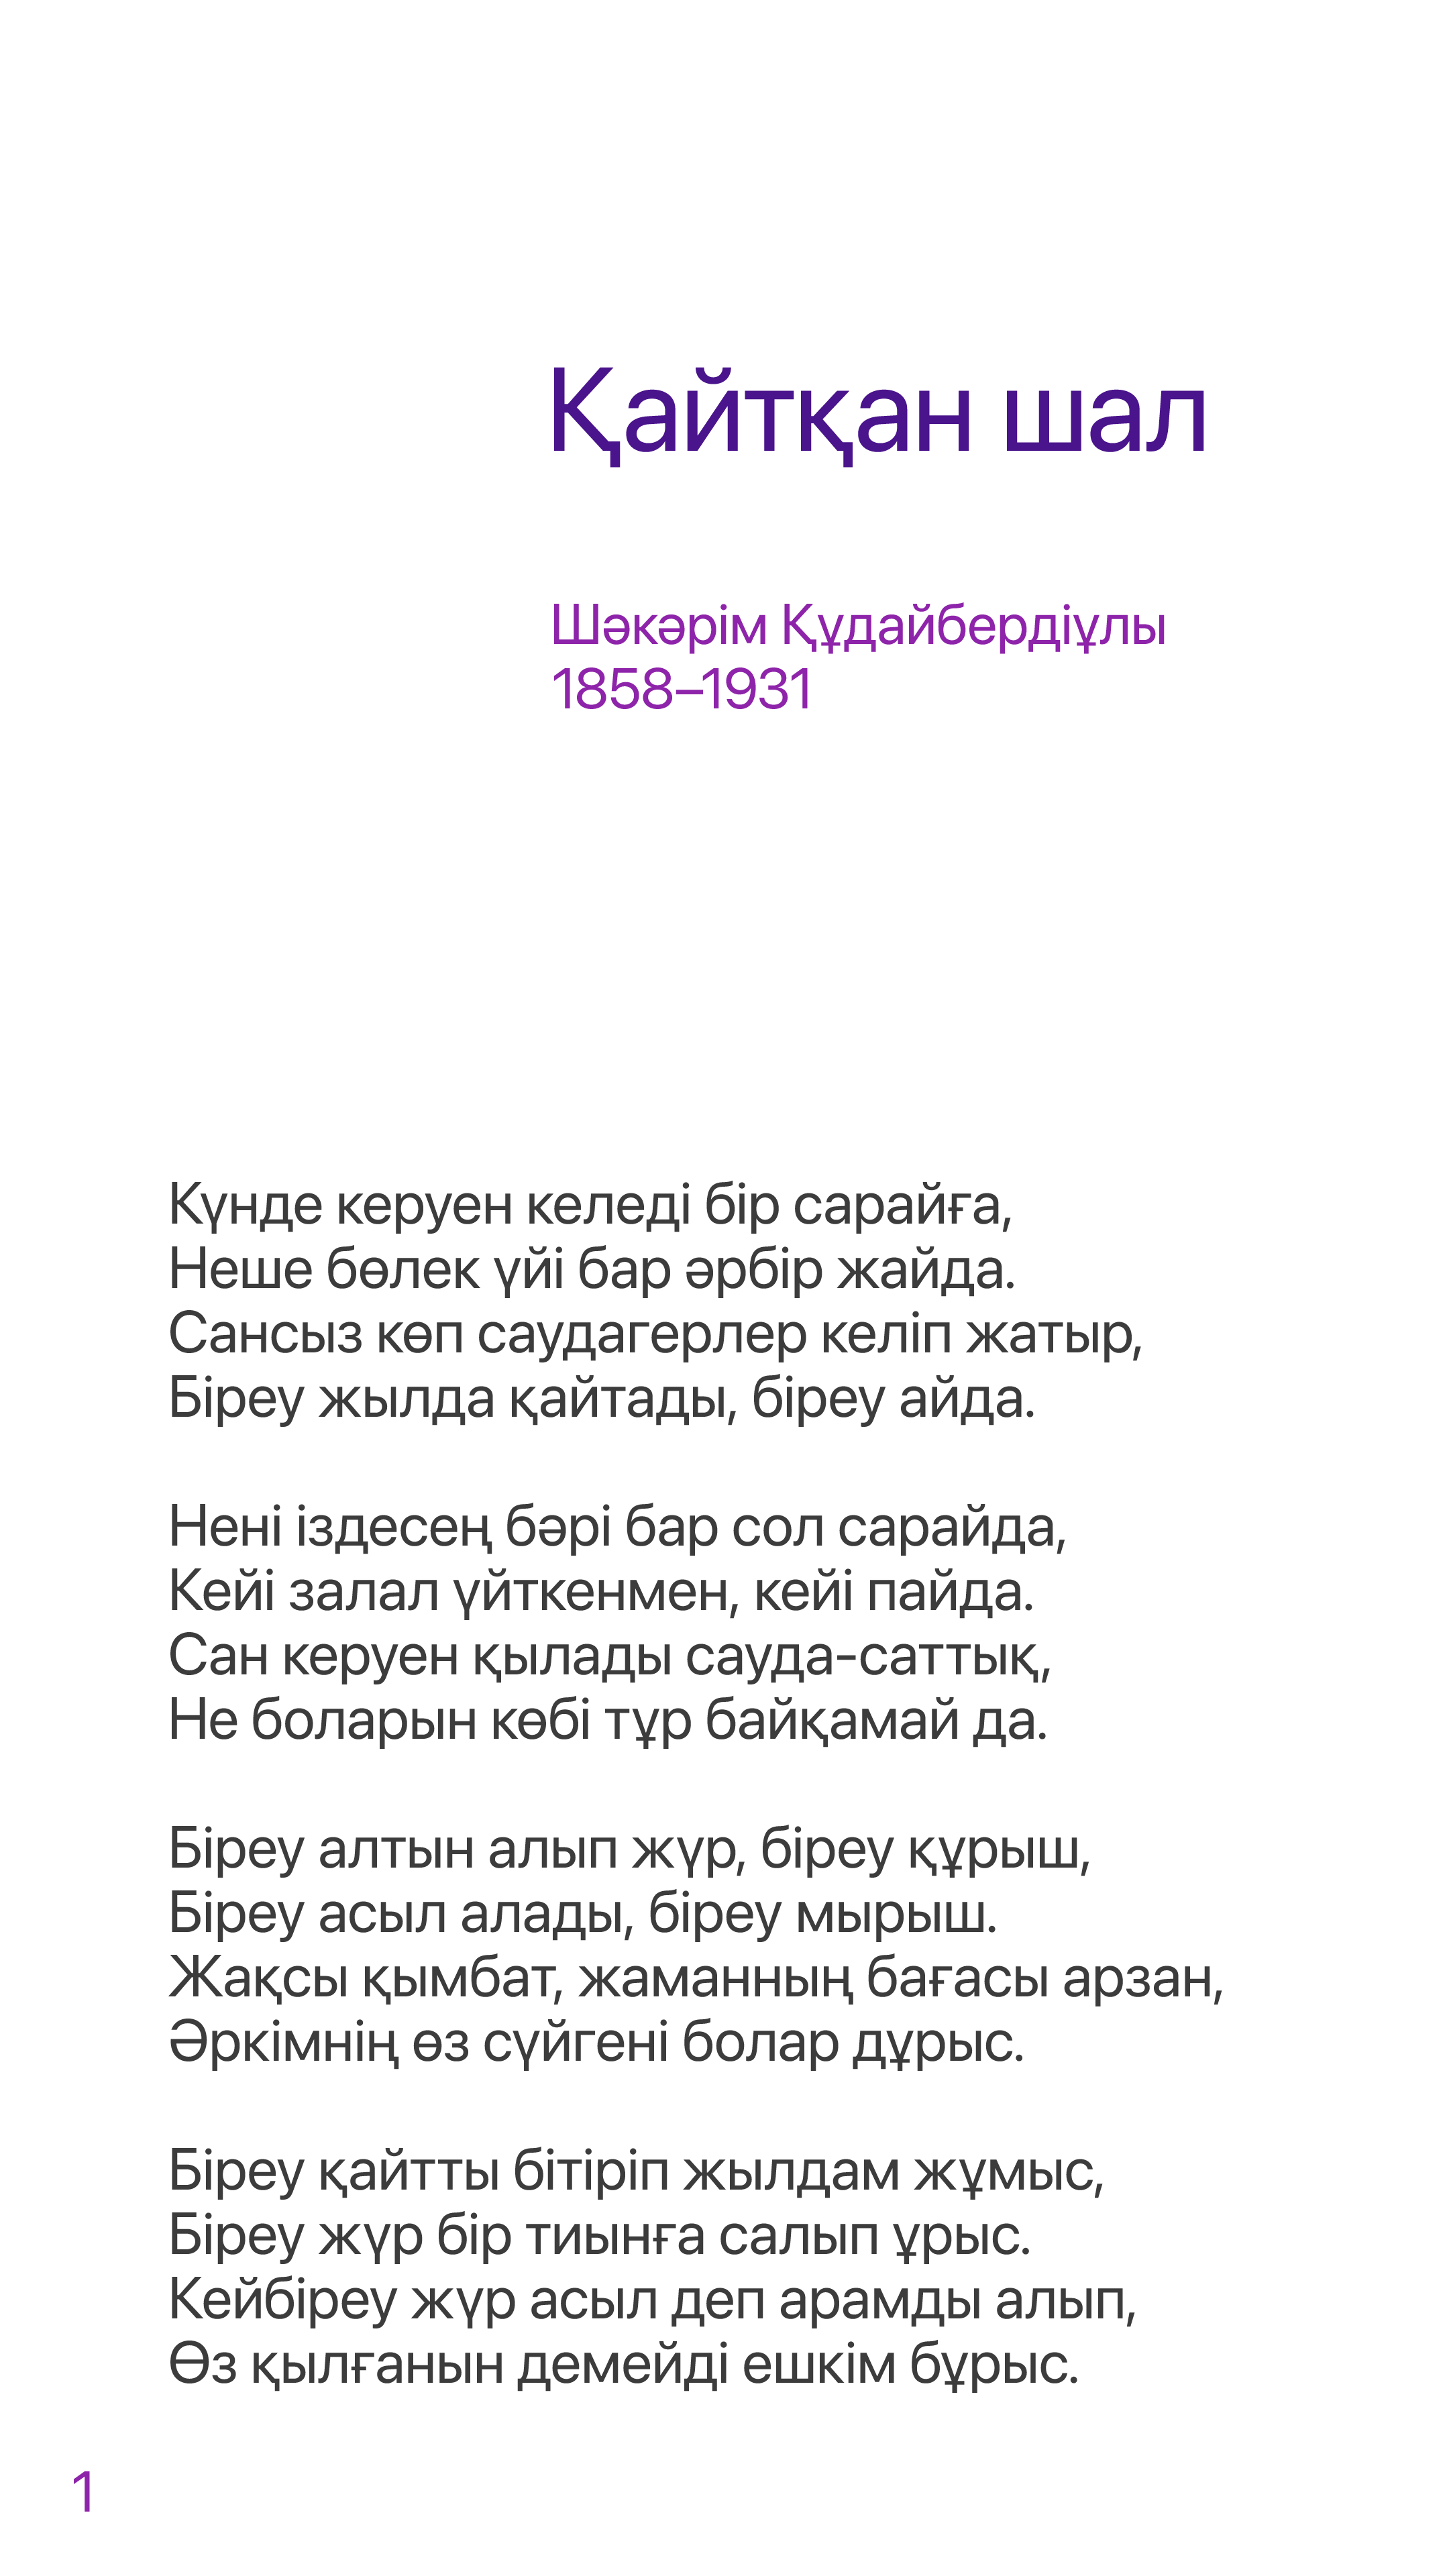 Қайтқан шал
Шәкәрім Құдайбердіұлы
1858–1931
Күнде керуен келеді бір сарайға,
Неше бөлек үйі бар әрбір жайда.
Сансыз көп саудагерлер келіп жатыр,
Біреу жылда қайтады, біреу айда.
Нені іздесең бәрі бар сол сарайда,
Кейі залал үйткенмен, кейі пайда.
Сан керуен қылады сауда-саттық,
Не боларын көбі тұр байқамай да.
Біреу алтын алып жүр, біреу құрыш,
Біреу асыл алады, біреу мырыш.
Жақсы қымбат, жаманның бағасы арзан,
Әркімнің өз сүйгені болар дұрыс.
Біреу қайтты бітіріп жылдам жұмыс,
Біреу жүр бір тиынға салып ұрыс.
Кейбіреу жүр асыл деп арамды алып,
Өз қылғанын демейді ешкім бұрыс.
1